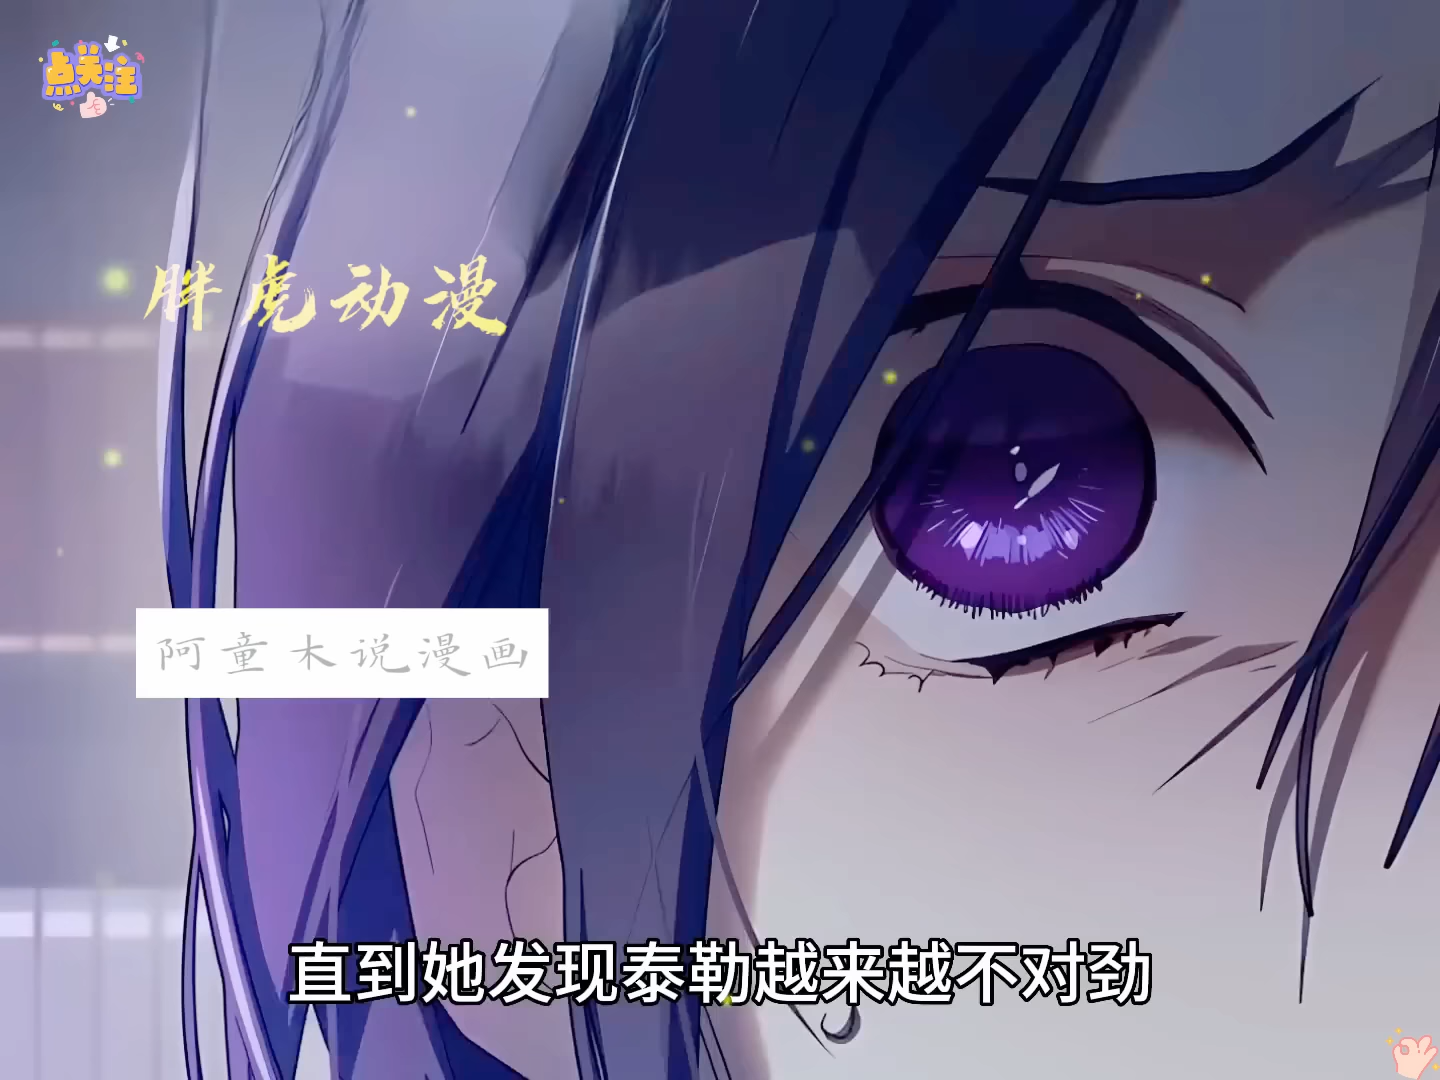 点关注
胖虎动漫
阿童木说漫画
直到她发现泰勒越来越不对劲